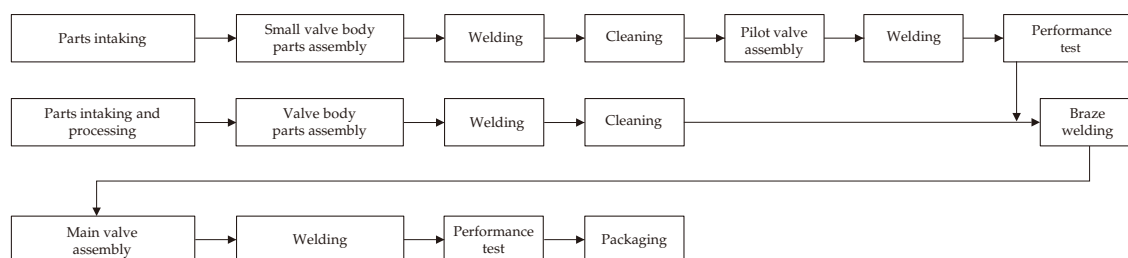 Parts intaking
Small valve body
parts assembly
Welding
Cleaning
Pilot valve
assembly
Welding
Performance
test
Parts intaking and
processing
Valve body
parts assembly
Welding
Cleaning
Braze
welding
Main valve
assembly
Welding
Performance
test
Packaging